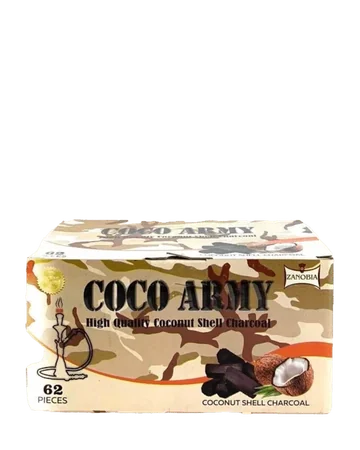 COCO ARMY
ZANOBIA
COCO ARMY
High Quality Coconut Shell Charcoal
62
PIECES
COCONUT SHELL CHARCOAL